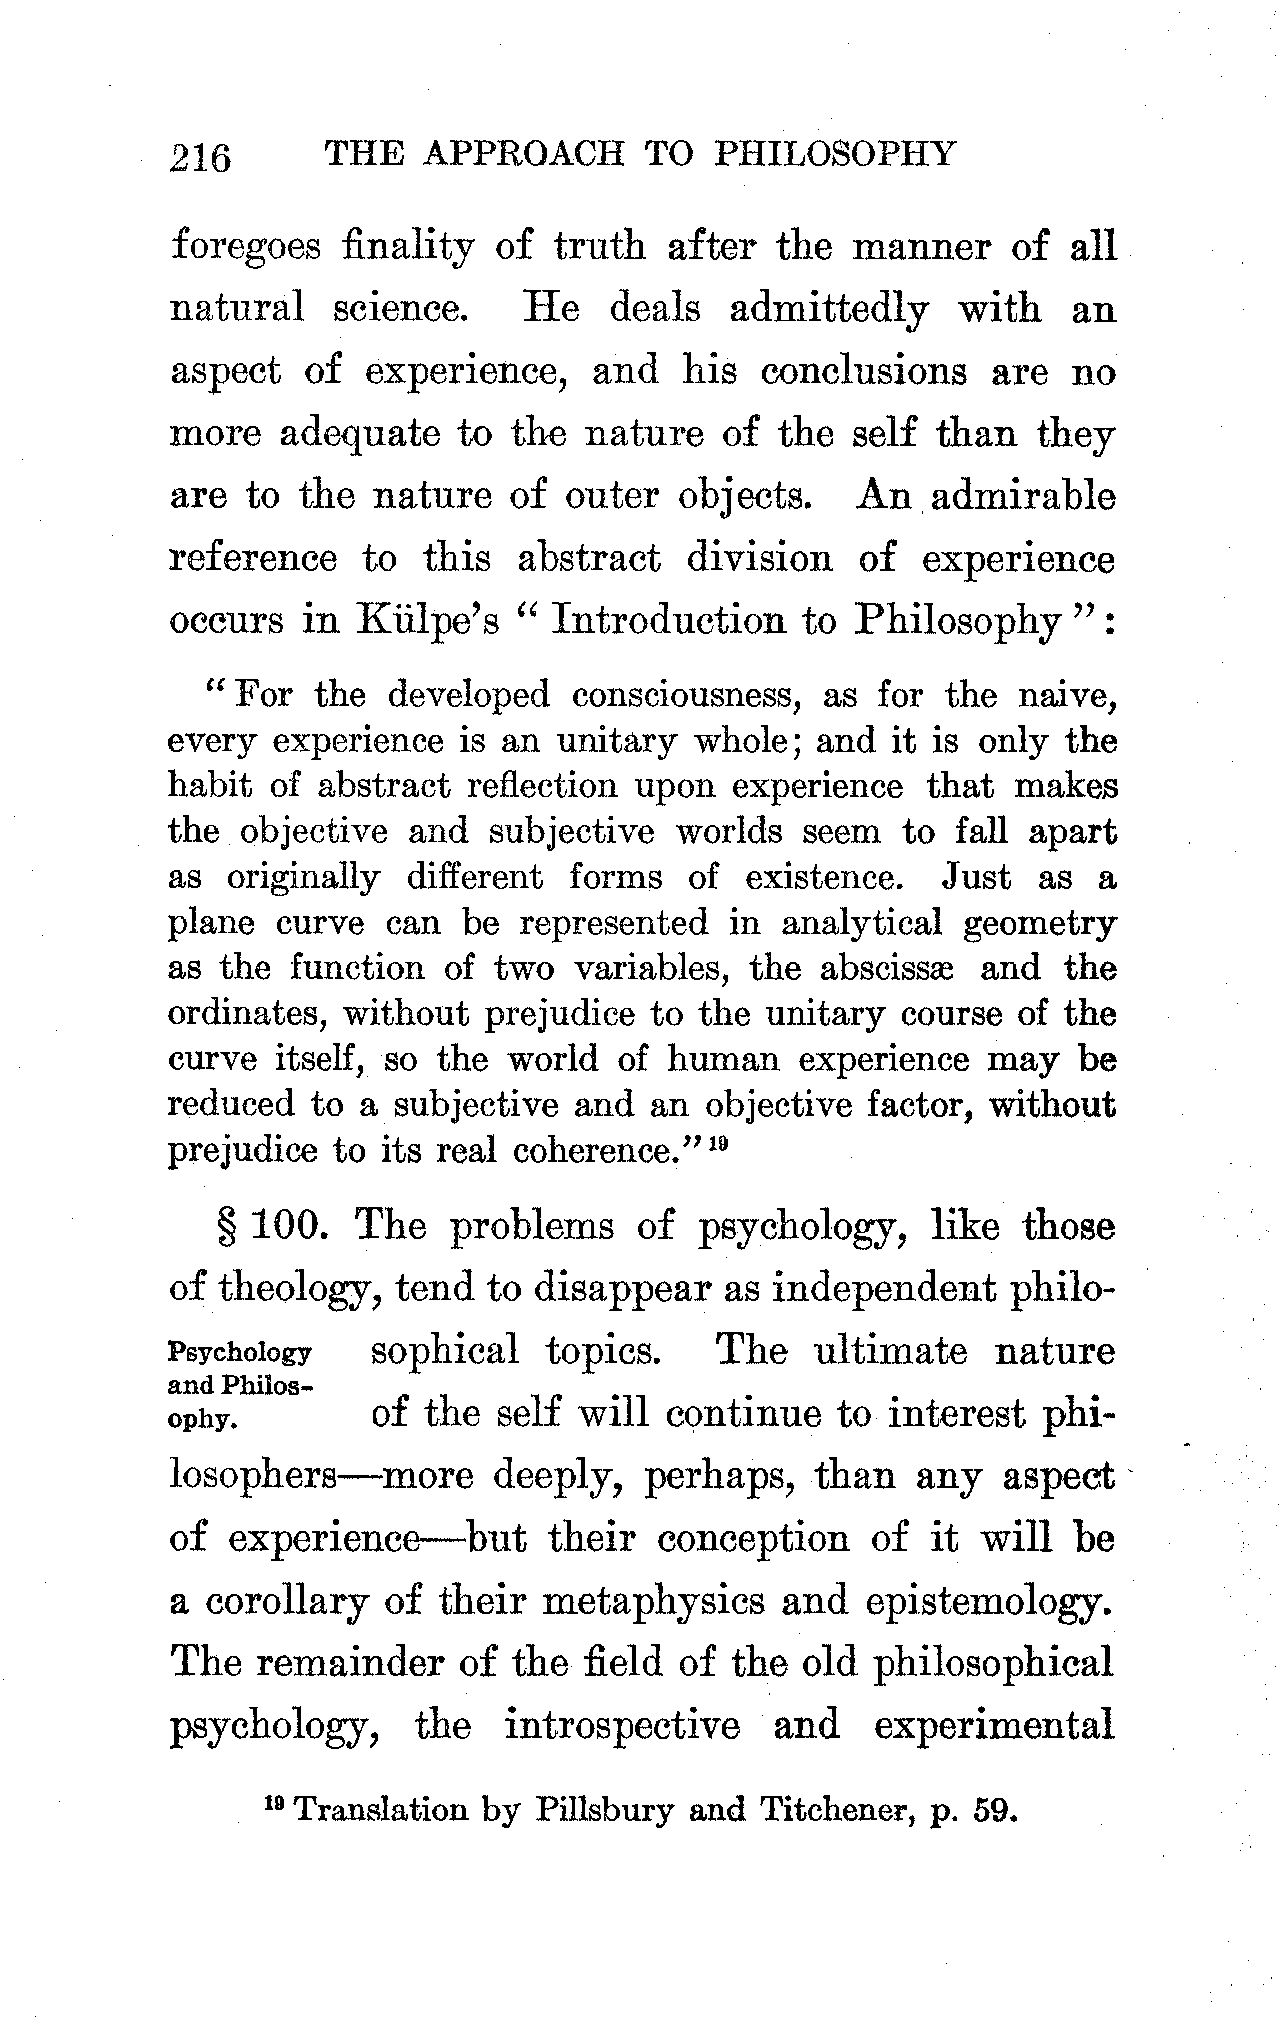 216 THE APPROACH TO PHILOSOPHY
foregoes finality of truth after the manner of all
natural science. He deals admittedly with an
aspect of experience, and his conclusions are no
more adequate to the nature of the self than they
are to the nature of outer objects. An admirable
reference to this abstract division of experience
occurs in Külpe's “ Introduction to Philosophy ” :
“ For the developed consciousness, as for the naive,
every experience is an unitary whole; and it is only the
habit of abstract reflection upon experience that makes
the objective and subjective worlds seem to fall apart
as originally different forms of existence. Just as a
plane curve can be represented in analytical geometry
as the function of two variables, the abscissæ and the
ordinates, without prejudice to the unitary course of the
curve itself, so the world of human experience may be
reduced to a subjective and an objective factor, without
prejudice to its real coherence.” ¹⁹
§ 100. The problems of psychology, like those
of theology, tend to disappear as independent philo-
Psychology
and Philos-
ophy.
sophical topics. The ultimate nature
of the self will continue to interest phi-
losophers—more deeply, perhaps, than any aspect
of experience—but their conception of it will be
a corollary of their metaphysics and epistemology.
The remainder of the field of the old philosophical
psychology, the introspective and experimental
¹⁹ Translation by Pillsbury and Titchener, p. 59.